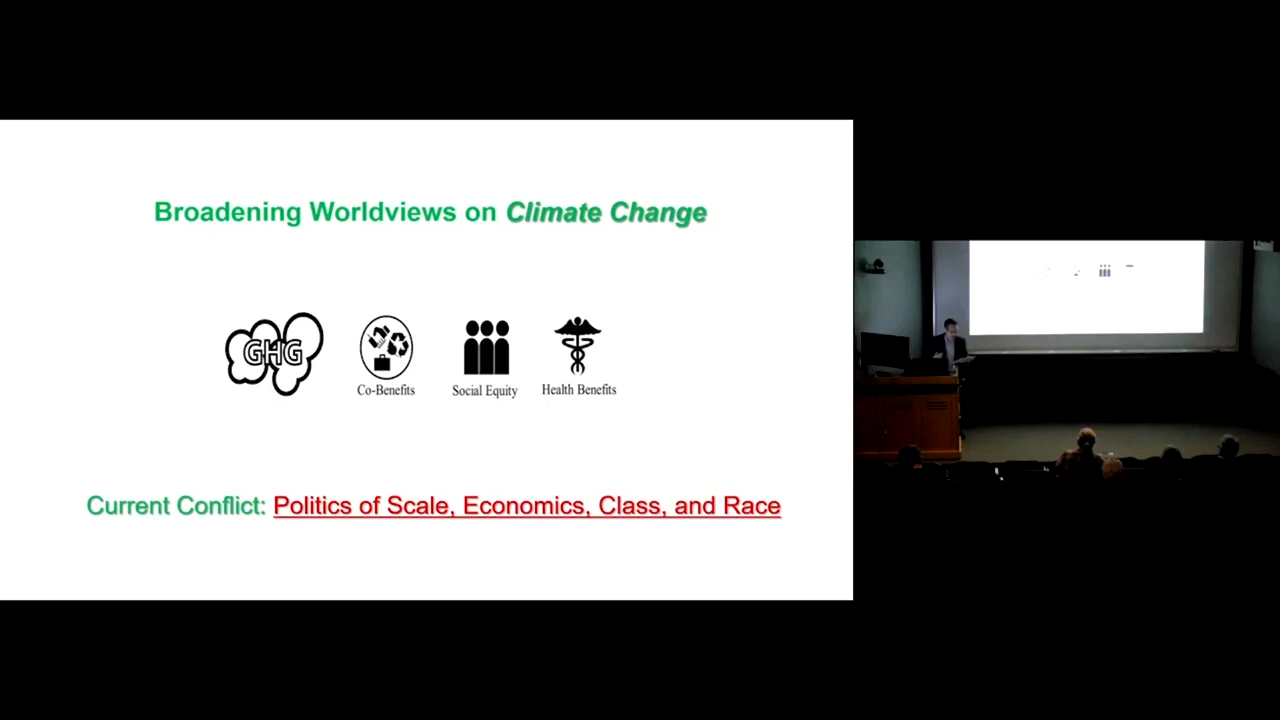 Broadening Worldviews on Climate Change
GHG
Co-Benefits
Social Equity
Health Benefits
Current Conflict: Politics of Scale, Economics, Class, and Race